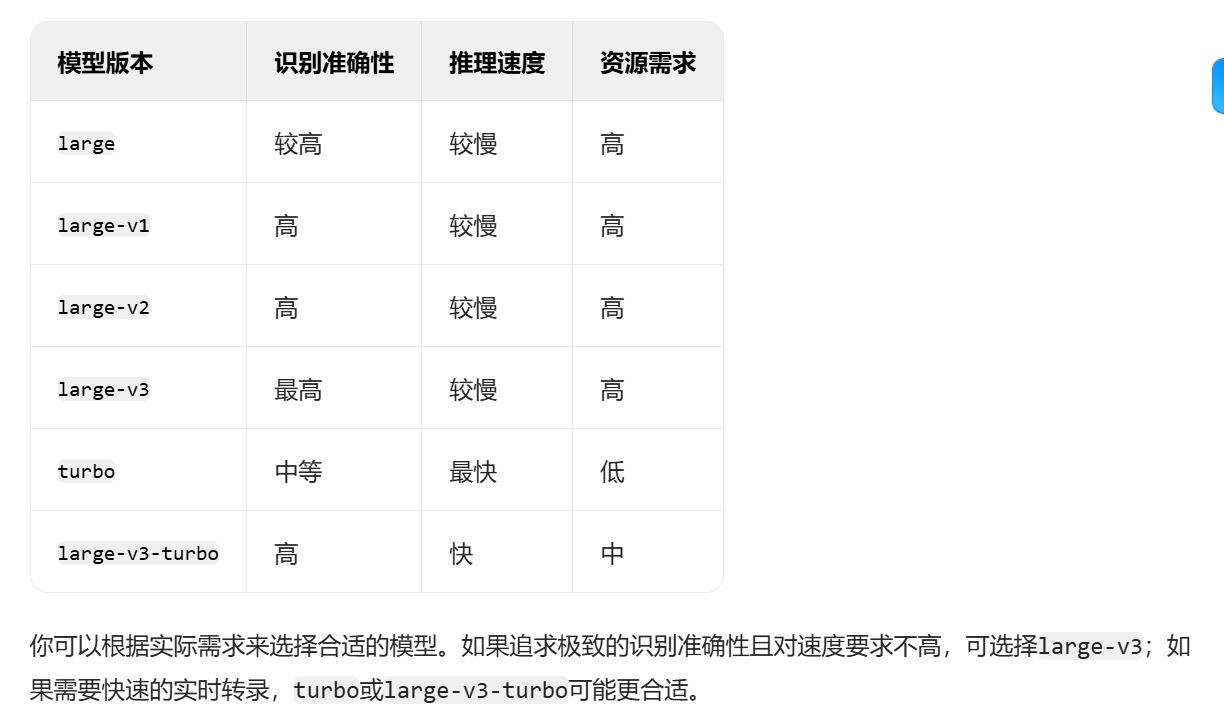 模型版本 识别准确性 推理速度 资源需求
large 较高 较慢 高
large-v1 高 较慢 高
large-v2 高 较慢 高
large-v3 最高 较慢 高
turbo 中等 最快 低
large-v3-turbo 高 快 中
你可以根据实际需求来选择合适的模型。如果追求极致的识别准确性且对速度要求不高，可选择large-v3；如
果需要快速的实时转录，turbo或large-v3-turbo可能更合适。